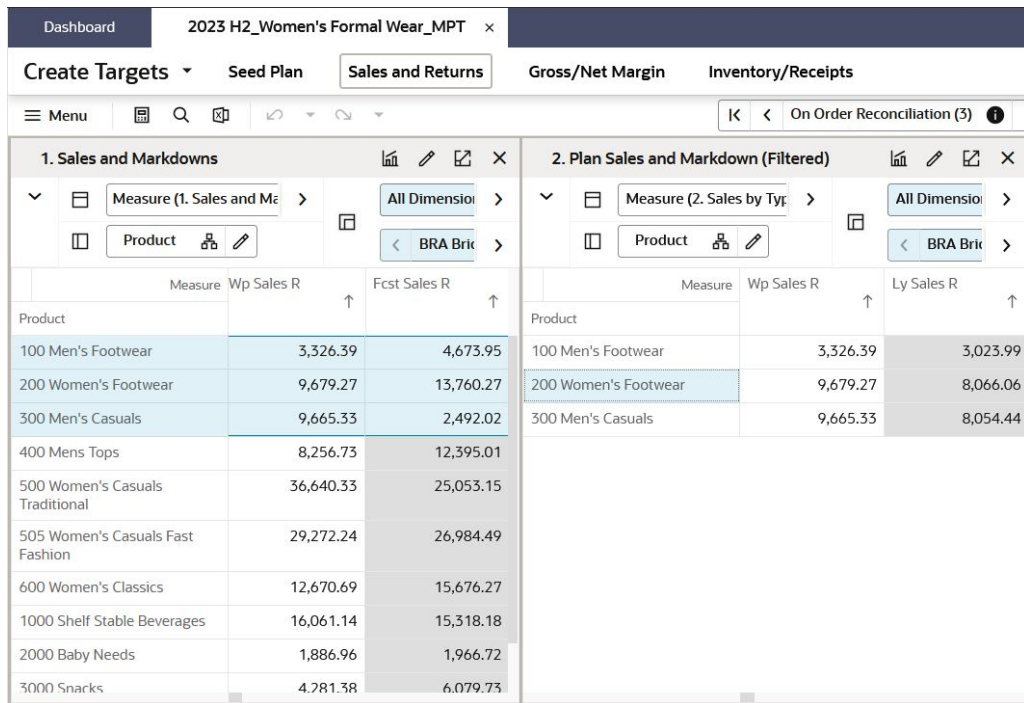 Dashboard
2023 H2_Women's Formal Wear_MPT
Create Targets
Seed Plan
Sales and Returns
Gross/Net Margin
Inventory/Receipts
Menu
On Order Reconciliation (3)
1. Sales and Markdowns
Measure (1. Sales and Ma
All Dimensio
Product
BRA Bric
Measure Wp Sales R Fcst Sales R
Product
100 Men's Footwear 3,326.39 4,673.95
200 Women's Footwear 9,679.27 13,760.27
300 Men's Casuals 9,665.33 2,492.02
400 Mens Tops 8,256.73 12,395.01
500 Women's Casuals 36,640.33 25,053.15
Traditional
505 Women's Casuals Fast 29,272.24 26,984.49
Fashion
600 Women's Classics 12,670.69 15,676.27
1000 Shelf Stable Beverages 16,061.14 15,318.18
2000 Baby Needs 1,886.96 1,966.72
3000 Snacks 4,281.38 6,079.73
2. Plan Sales and Markdown (Filtered)
Measure (2. Sales by Typ
All Dimensio
Product
BRA Bric
Measure Wp Sales R Ly Sales R
Product
100 Men's Footwear 3,326.39 3,023.99
200 Women's Footwear 9,679.27 8,066.06
300 Men's Casuals 9,665.33 8,054.44